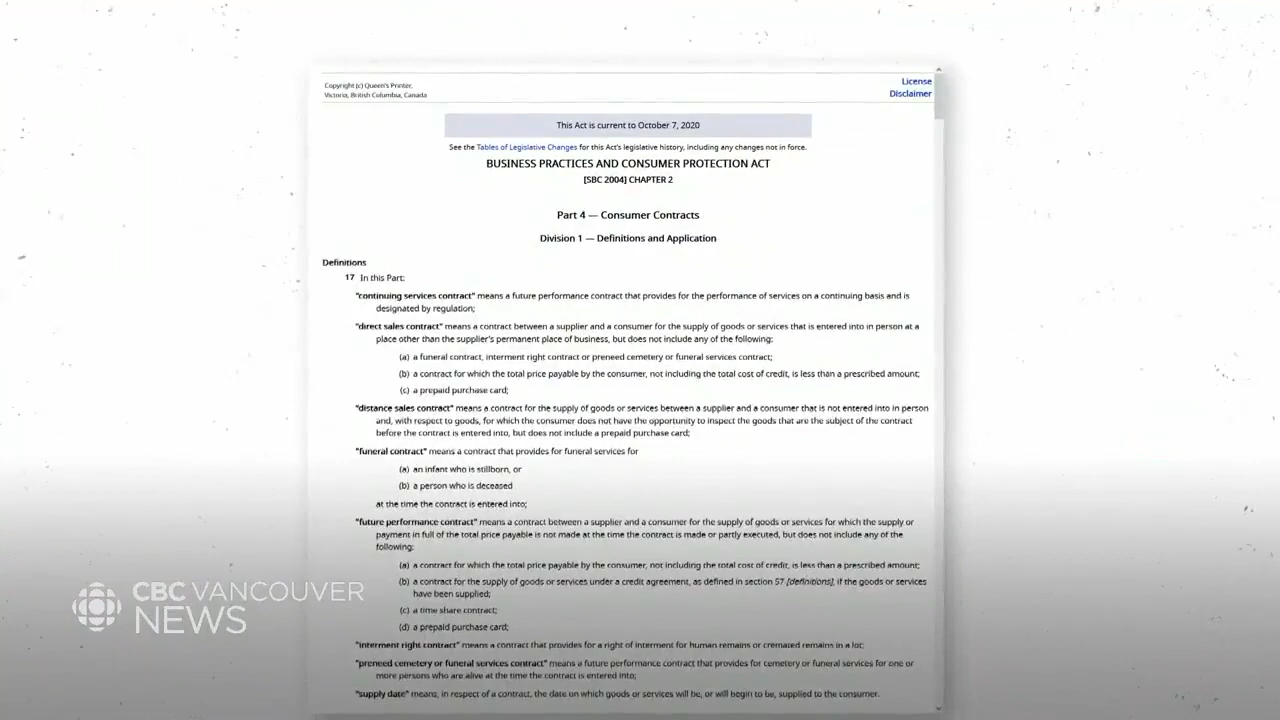 Copyright (c) Queen's Printer,
Victoria, British Columbia, Canada
License
Disclaimer
This Act is current to October 7, 2020
See the Tables of Legislative Changes for this Act's legislative history, including any changes not in force.
BUSINESS PRACTICES AND CONSUMER PROTECTION ACT
[SBC 2004] CHAPTER 2
Part 4 — Consumer Contracts
Division 1 — Definitions and Application
Definitions
17 In this Part:
"continuing services contract" means a future performance contract that provides for the performance of services on a continuing basis and is
designated by regulation;
"direct sales contract" means a contract between a supplier and a consumer for the supply of goods or services that is entered into in person at a
place other than the supplier's permanent place of business, but does not include any of the following:
(a) a funeral contract, interment right contract or preneed cemetery or funeral services contract;
(b) a contract for which the total price payable by the consumer, not including the total cost of credit, is less than a prescribed amount;
(c) a prepaid purchase card;
"distance sales contract" means a contract for the supply of goods or services between a supplier and a consumer that is not entered into in person
and, with respect to goods, for which the consumer does not have the opportunity to inspect the goods that are the subject of the contract
before the contract is entered into, but does not include a prepaid purchase card;
"funeral contract" means a contract that provides for funeral services for
(a) an infant who is stillborn, or
(b) a person who is deceased
at the time the contract is entered into;
"future performance contract" means a contract between a supplier and a consumer for the supply of goods or services for which the supply or
payment in full of the total price payable is not made at the time the contract is made or partly executed, but does not include any of the
following:
(a) a contract for which the total price payable by the consumer, not including the total cost of credit, is less than a prescribed amount;
(b) a contract for the supply of goods or services under a credit agreement, as defined in section 57 [definitions], if the goods or services
have been supplied;
(c) a time share contract;
(d) a prepaid purchase card;
"interment right contract" means a contract that provides for a right of interment for human remains or cremated remains in a lot;
"preneed cemetery or funeral services contract" means a future performance contract that provides for cemetery or funeral services for one or
more persons who are alive at the time the contract is entered into;
"supply date" means, in respect of a contract, the date on which goods or services will be, or will begin to be, supplied to the consumer.
CBC VANCOUVER
NEWS